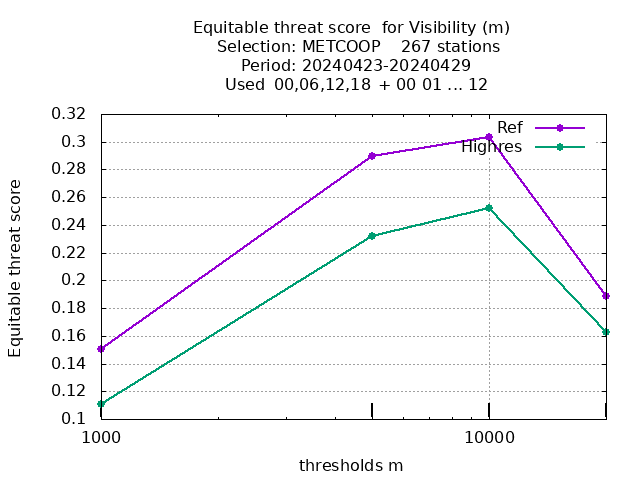 Equitable threat score  for Visibility (m)
Selection: METCOOP    267 stations
Period: 20240423-20240429
Used  00,06,12,18 + 00 01 ... 12
Ref
Highres
Equitable threat score
0.32
0.3
0.28
0.26
0.24
0.22
0.2
0.18
0.16
0.14
0.12
0.1
1000
10000
thresholds m